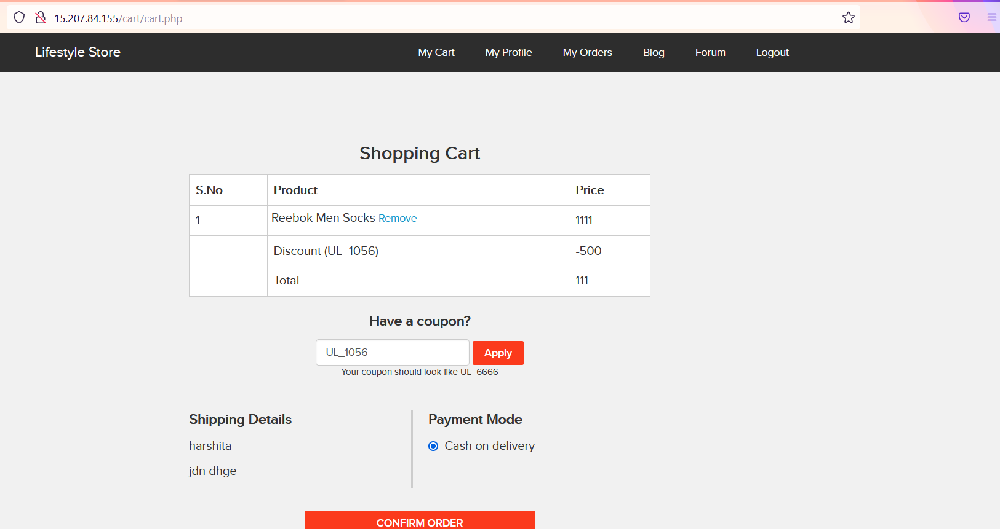 15.207.84.155/cart/cart.php
Lifestyle Store My Cart My Profile My Orders Blog Forum Logout
Shopping Cart
S.No Product Price
1 Reebok Men Socks Remove 1111
Discount (UL_1056) -500
Total 111
Have a coupon?
UL_1056 Apply
Your coupon should look like UL_6666
Shipping Details Payment Mode
harshita Cash on delivery
jdn dhge
CONFIRM ORDER